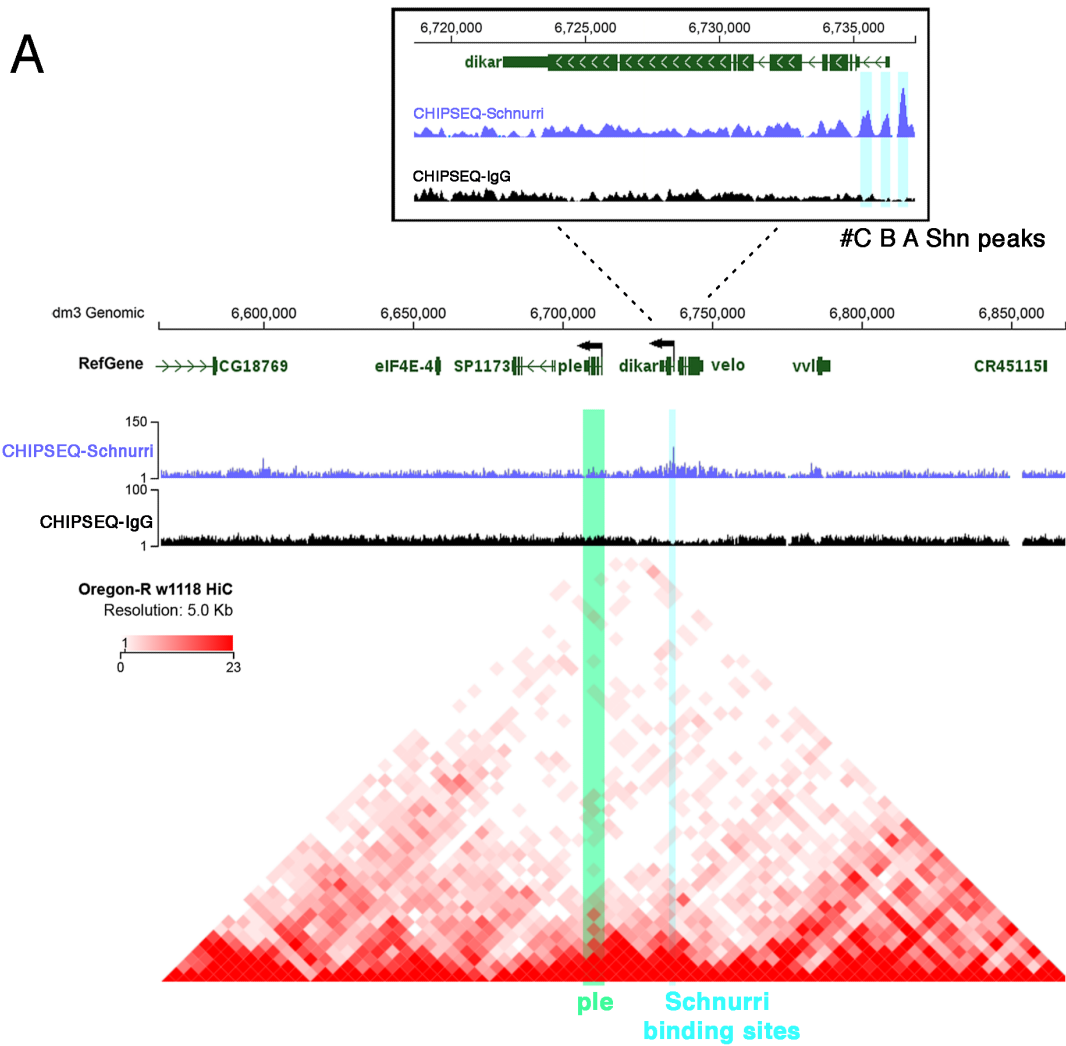 A
6,720,000 6,725,000 6,730,000 6,735,000
dikar
CHIPSEQ-Schnurri
CHIPSEQ-IgG
#C B A Shn peaks
dm3 Genomic 6,600,000 6,650,000 6,700,000 6,750,000 6,800,000 6,850,000
RefGene CG18769 eIF4E-4 SP1173 ple dikar velo vvl CR45115
150
CHIPSEQ-Schnurri
1
100
CHIPSEQ-IgG
1
Oregon-R w1118 HiC
Resolution: 5.0 Kb
1
0 23
ple Schnurri
binding sites